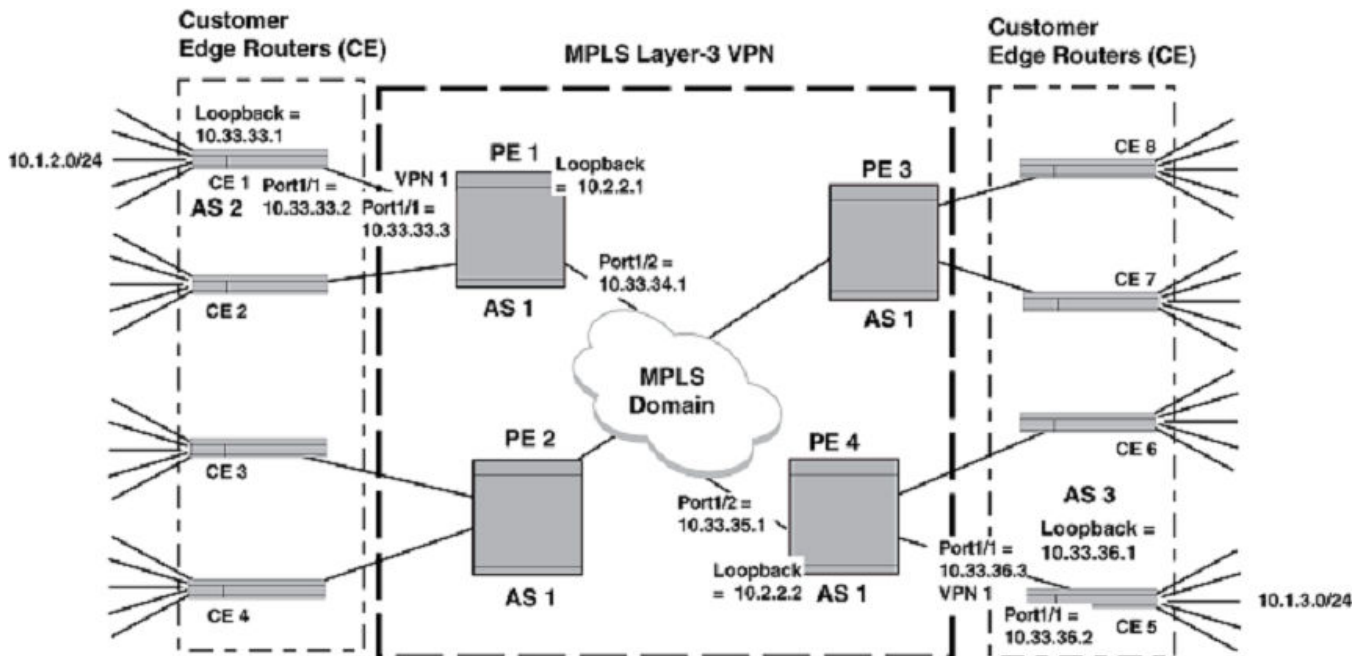 Customer
Edge Routers (CE)
MPLS Layer-3 VPN
Customer
Edge Routers (CE)
Loopback =
10.33.33.1
10.1.2.0/24
CE 1
AS 2
Port1/1 =
10.33.33.2
VPN 1
Port1/1 =
10.33.33.3
PE 1
Loopback
= 10.2.2.1
AS 1
Port1/2 =
10.33.34.1
PE 3
AS 1
CE 8
CE 7
CE 2
MPLS
Domain
CE 3
CE 4
PE 2
AS 1
PE 4
Port1/2 =
10.33.35.1
Loopback
= 10.2.2.2
AS 1
CE 6
AS 3
Loopback =
10.33.36.1
Port1/1 =
10.33.36.3
VPN 1
Port1/1 =
10.33.36.2
CE 5
10.1.3.0/24